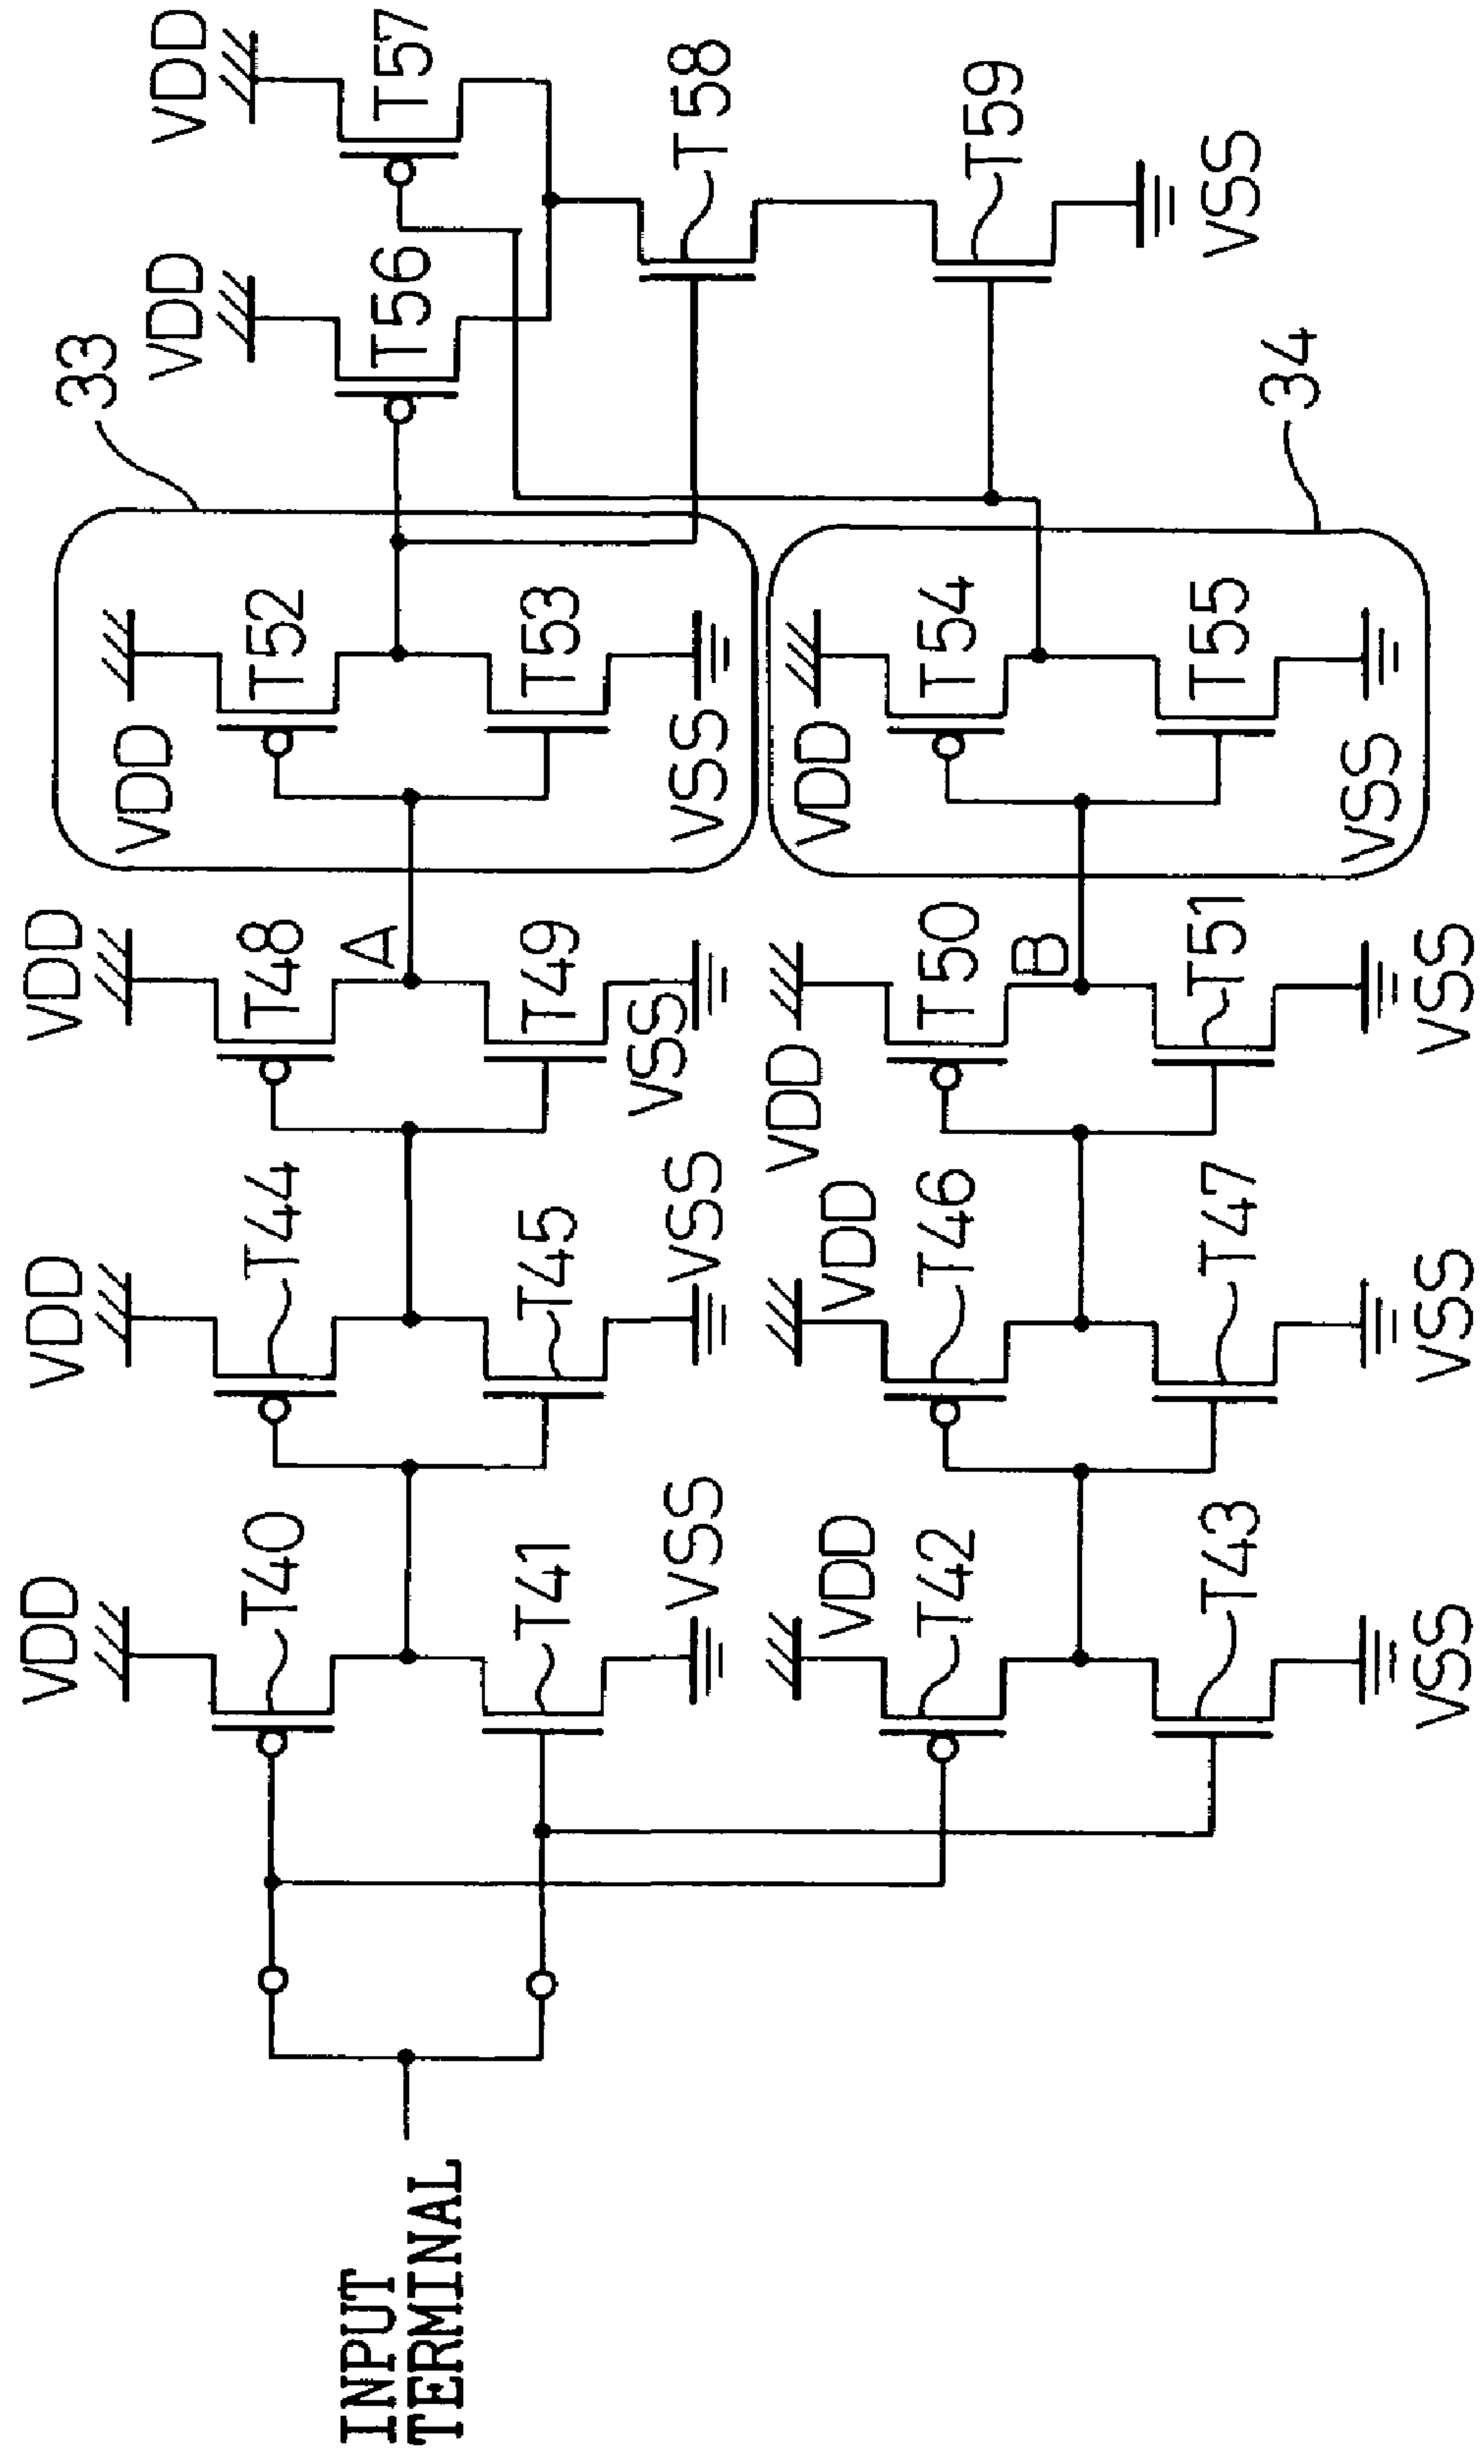 VDD VDD VDD 33
VDD VDD VDD
T40 T44 T48 T52 T56 T57
INPUT A
TERMINAL
T41 T45 T49 T53
VSS VSS VSS VSS T58
VDD VDD VDD VDD
T42 T46 T50 T54 T59
B
T43 T47 T51 T55 VSS
34
VSS VSS VSS VSS